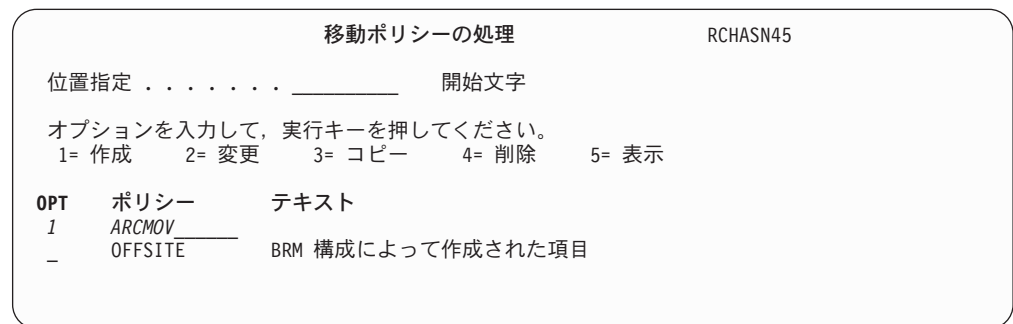 移動ポリシーの処理 RCHASN45
位置指定 . . . . . . . __________ 開始文字
オプションを入力して，実行キーを押してください。
1= 作成 2= 変更 3= コピー 4= 削除 5= 表示
OPT ポリシー テキスト
1 ARCMOV______
_ OFFSITE BRM 構成によって作成された項目